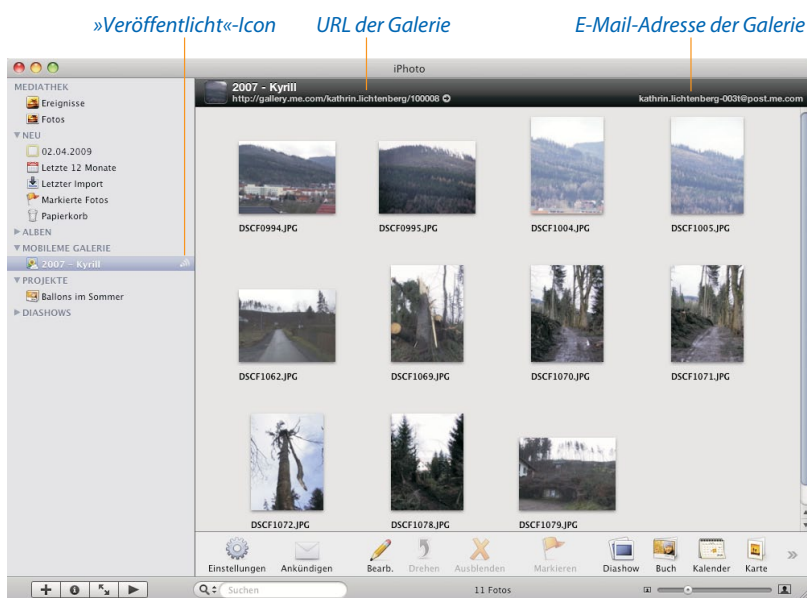 »Veröffentlicht«-Icon URL der Galerie E-Mail-Adresse der Galerie
iPhoto
MEDIATHEK
Ereignisse
Fotos
NEU
02.04.2009
Letzte 12 Monate
Letzter Import
Markierte Fotos
Papierkorb
ALBEN
MOBILEME GALERIE
2007 - Kyrill
PROJEKTE
Ballons im Sommer
DIASHOWS
2007 - Kyrill
http://gallery.me.com/kathrin.lichtenberg/100008 kathrin.lichtenberg-003t@post.me.com
DSCF0994.JPG DSCF0995.JPG DSCF1004.JPG DSCF1005.JPG
DSCF1062.JPG DSCF1069.JPG DSCF1070.JPG DSCF1071.JPG
DSCF1072.JPG DSCF1078.JPG DSCF1079.JPG
Einstellungen Ankündigen Bearb. Drehen Ausblenden Markieren Diashow Buch Kalender Karte
Suchen 11 Fotos